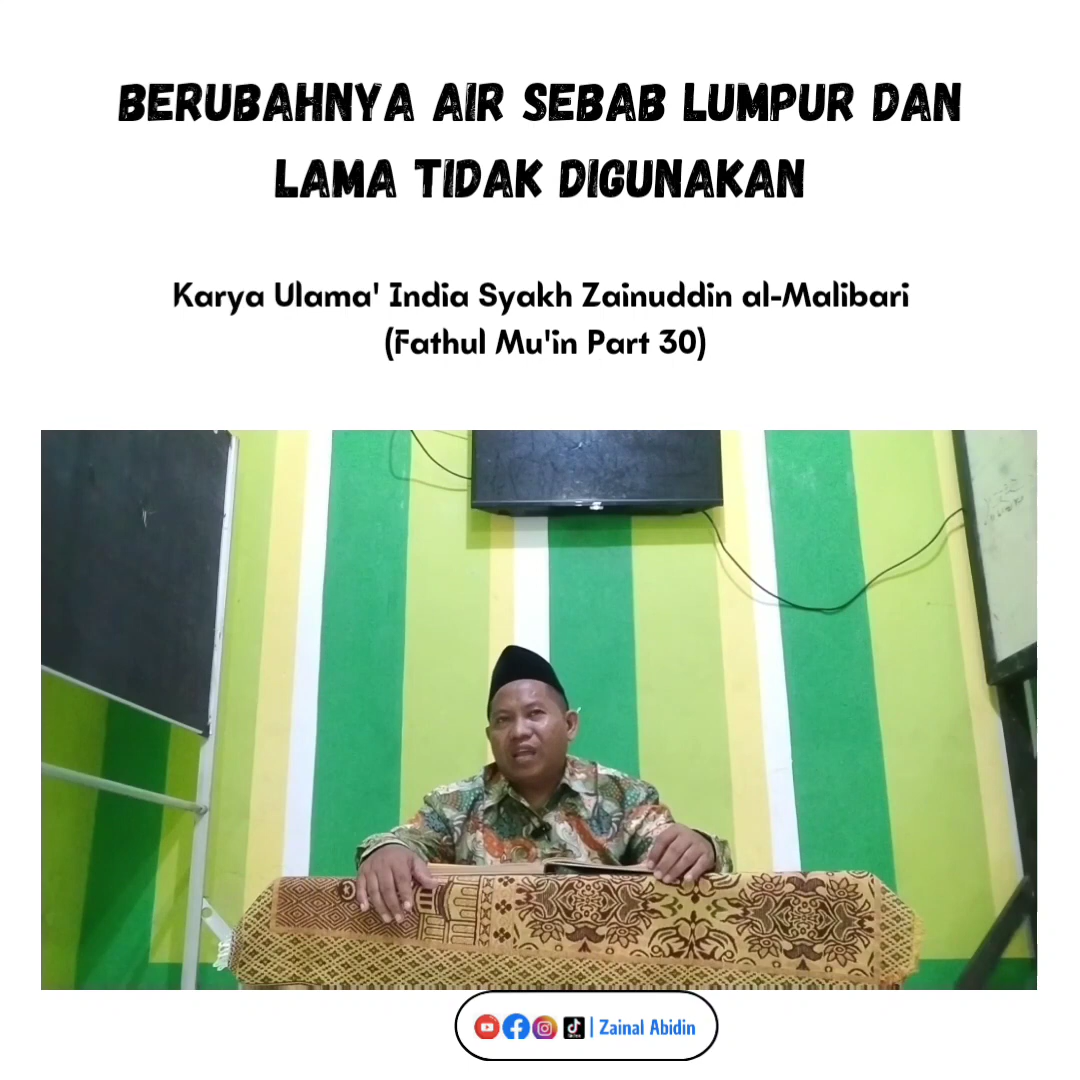 BERUBAHNYA AIR SEBAB LUMPUR DAN
LAMA TIDAK DIGUNAKAN
Karya Ulama' India Syakh Zainuddin al-Malibari
(Fathul Mu'in Part 30)
| Zainal Abidin